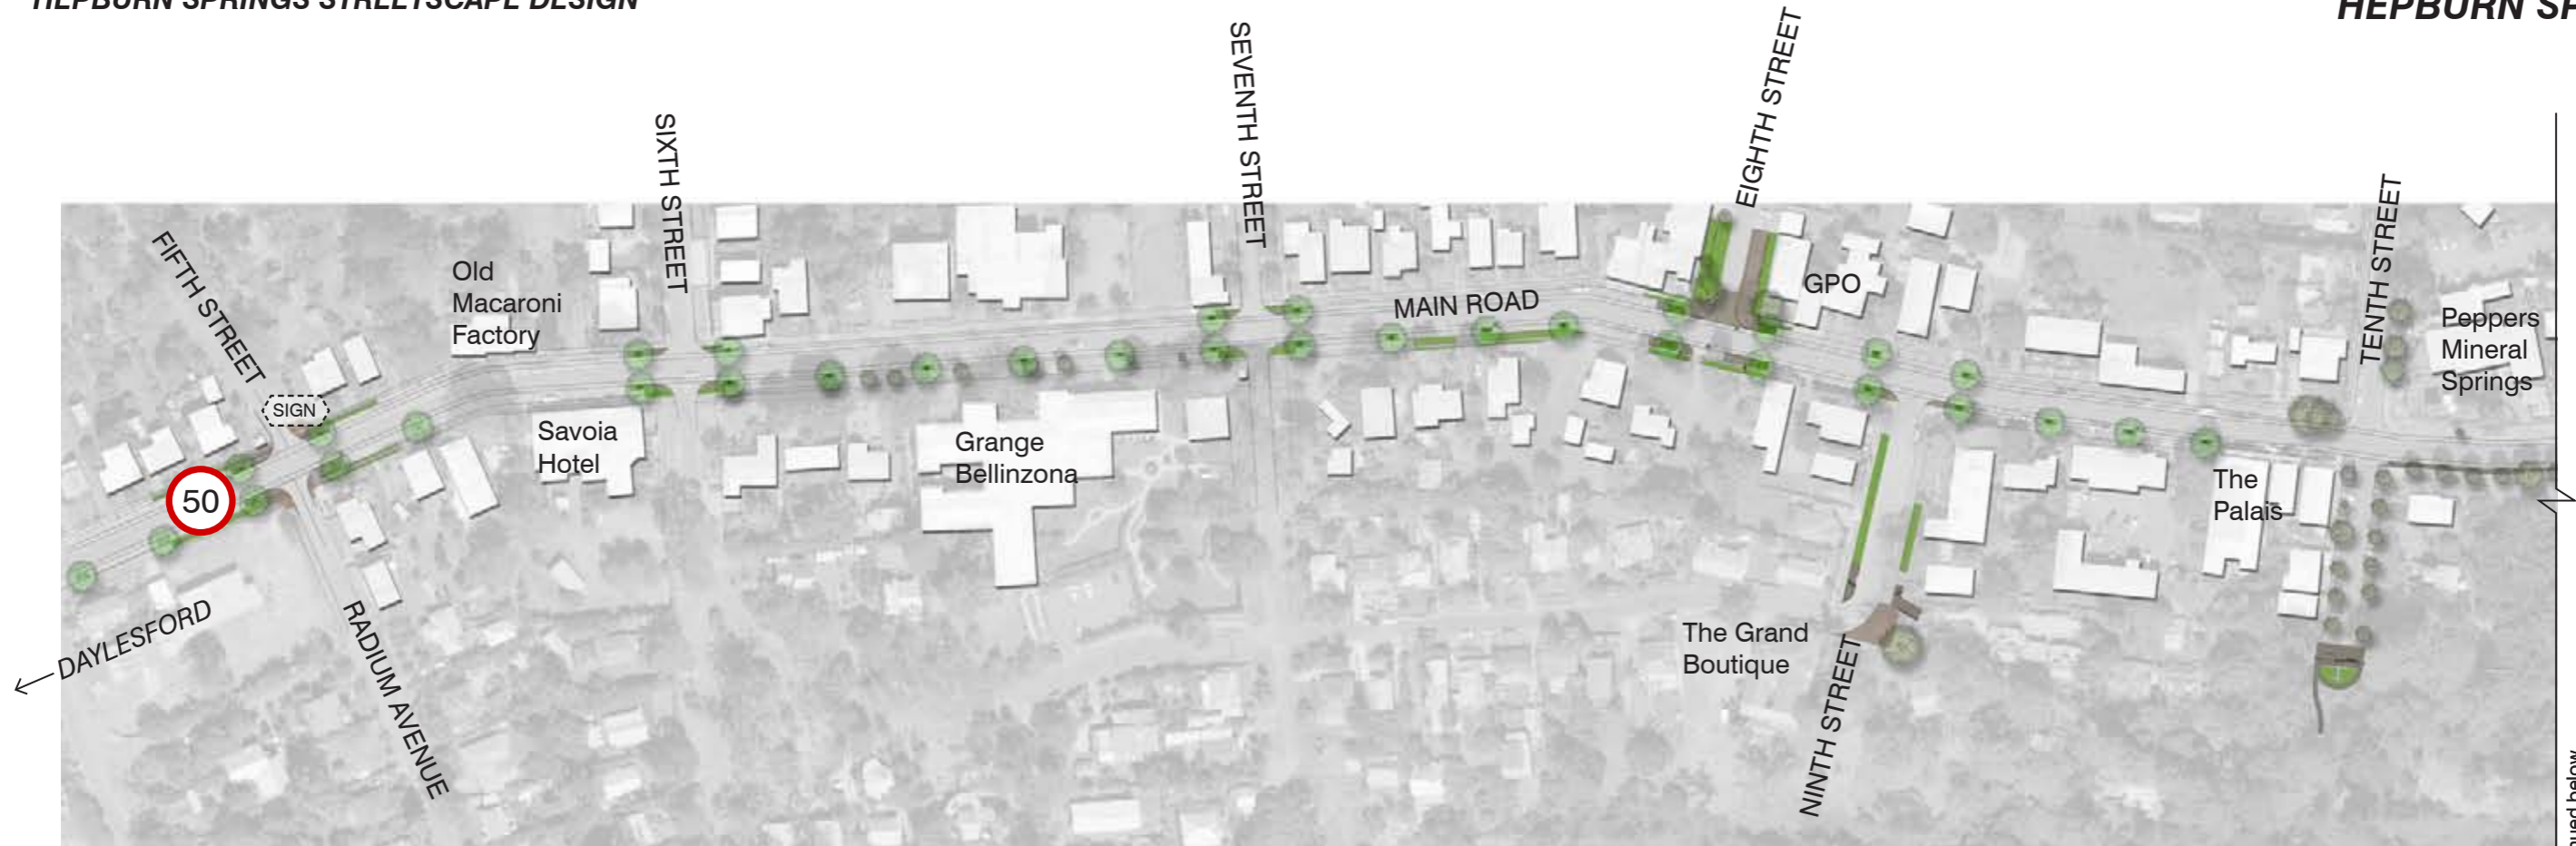 HEPBURN SPRINGS STREETSCAPE DESIGN
HEPBURN
SEVENTH STREET
EIGHTH STREET
SIXTH STREET
TENTH STREET
FIFTH STREET
Old
Macaroni
Factory
GPO
MAIN ROAD
Peppers
Mineral
Springs
SIGN
Savoia
Hotel
Grange
Bellinzona
50
The
Palais
DAYLESFORD
RADIUM AVENUE
The Grand
Boutique
NINTH STREET
below